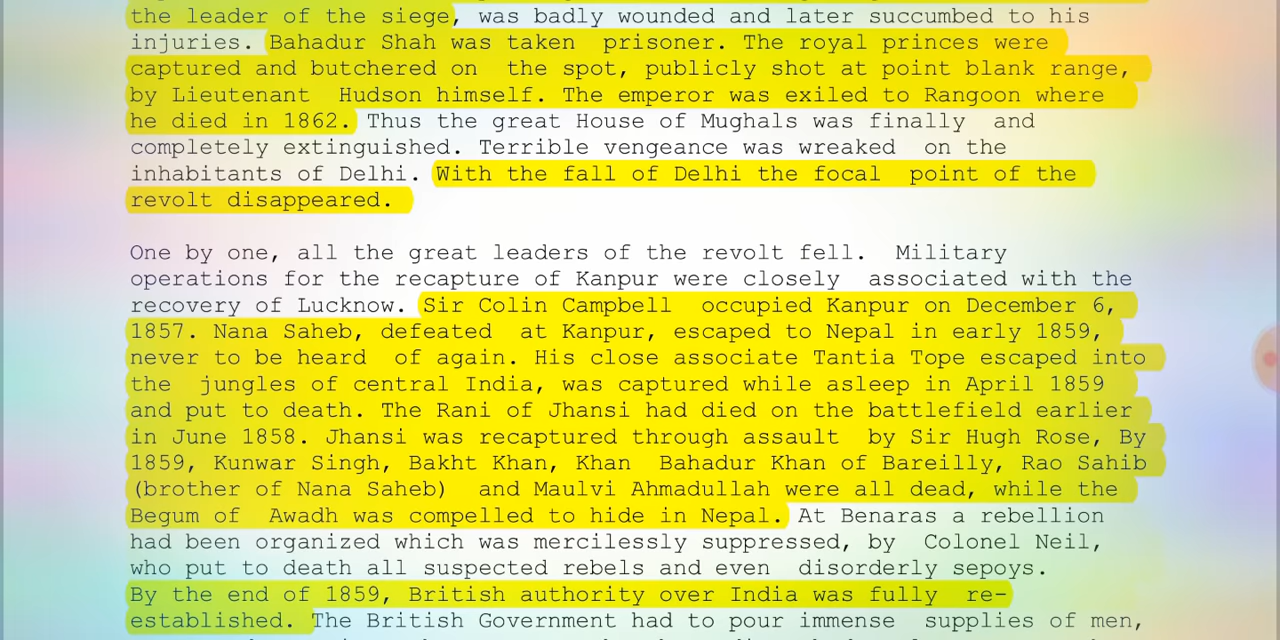 the leader of the siege, was badly wounded and later succumbed to his
injuries. Bahadur Shah was taken prisoner. The royal princes were
captured and butchered on the spot, publicly shot at point blank range,
by Lieutenant Hudson himself. The emperor was exiled to Rangoon where
he died in 1862. Thus the great House of Mughals was finally and
completely extinguished. Terrible vengeance was wreaked on the
inhabitants of Delhi. With the fall of Delhi the focal point of the
revolt disappeared.
One by one, all the great leaders of the revolt fell. Military
operations for the recapture of Kanpur were closely associated with the
recovery of Lucknow. Sir Colin Campbell occupied Kanpur on December 6,
1857. Nana Saheb, defeated at Kanpur, escaped to Nepal in early 1859,
never to be heard of again. His close associate Tantia Tope escaped into
the jungles of central India, was captured while asleep in April 1859
and put to death. The Rani of Jhansi had died on the battlefield earlier
in June 1858. Jhansi was recaptured through assault by Sir Hugh Rose, By
1859, Kunwar Singh, Bakht Khan, Khan Bahadur Khan of Bareilly, Rao Sahib
(brother of Nana Saheb) and Maulvi Ahmadullah were all dead, while the
Begum of Awadh was compelled to hide in Nepal. At Benaras a rebellion
had been organized which was mercilessly suppressed, by Colonel Neil,
who put to death all suspected rebels and even disorderly sepoys.
By the end of 1859, British authority over India was fully re-
established. The British Government had to pour immense supplies of men,